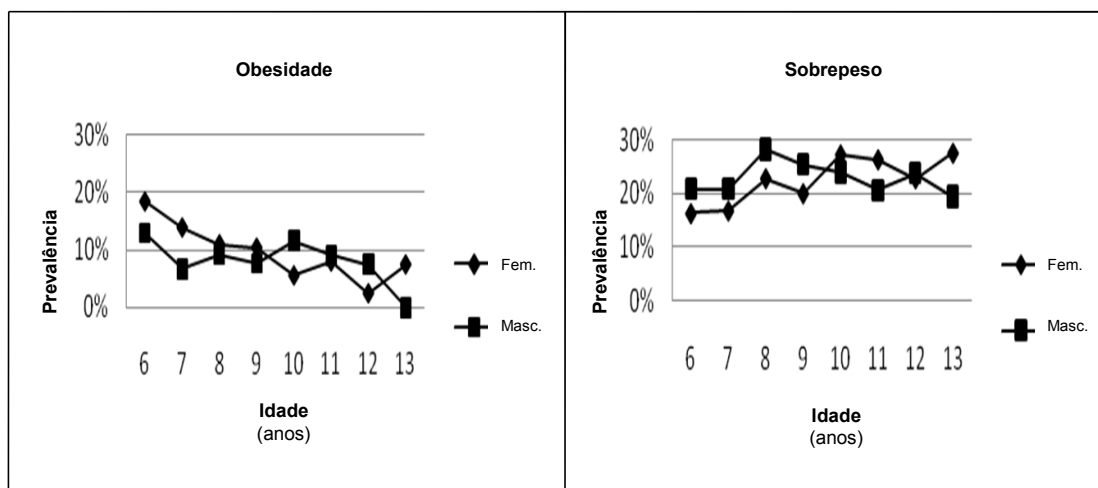 Obesidade
Prevalência
30%
20%
10%
0%
6 7 8 9 10 11 12 13
Idade
(anos)
Fem.
Masc.
Sobrepeso
Prevalência
30%
20%
10%
0%
6 7 8 9 10 11 12 13
Idade
(anos)
Fem.
Masc.